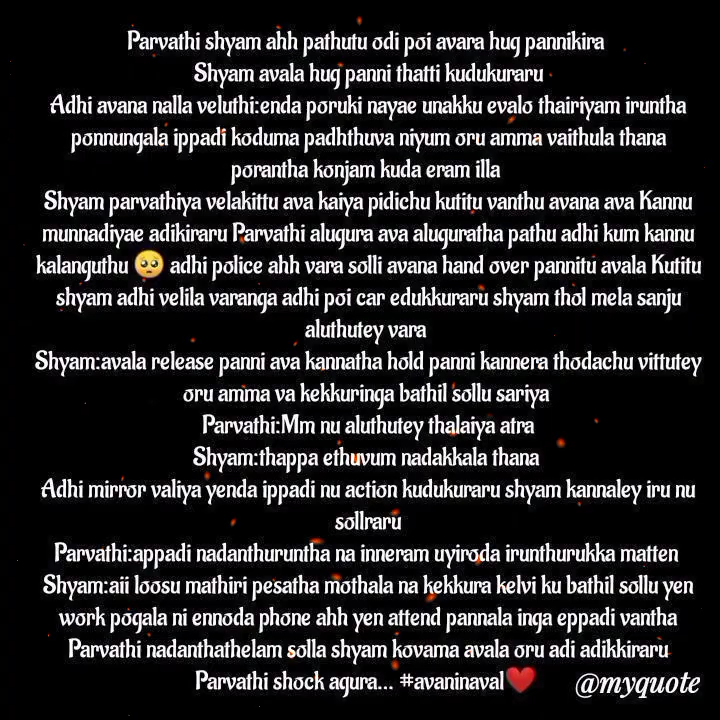 Parvathi shyam ahh pathutu odi poi avara hug pannikira
Shyam avala hug panni thatti kudukuraru
Adhi avana nalla veluthi:enda poruki nayae unakku evalo thairiyam iruntha
ponnungala ippadi koduma padhthuva niyum oru amma vaithula thana
porantha konjam kuda eram illa
Shyam parvathiya velakittu ava kaiya pidichu kutitu vanthu avana ava Kannu
munnadiyae adikiraru Parvathi alugura ava aluguratha pathu adhi kum kannu
kalanguthu 🥺 adhi police ahh vara solli avana hand over pannitu avala Kutitu
shyam adhi velila varanga adhi poi car edukkuraru shyam thol mela sanju
aluthutey vara
Shyam:avala release panni ava kannatha hold panni kannera thodachu vittutey
oru amma va kekkuringa bathil sollu sariya
Parvathi:Mm nu aluthutey thalaiya atra
Shyam:thappa ethuvum nadakkala thana
Adhi mirror valiya yenda ippadi nu action kudukuraru shyam kannaley iru nu
sollraru
Parvathi:appadi nadanthuruntha na inneram uyiroda irunthurukka matten
Shyam:aii loosu mathiri pesatha mothala na kekkura kelvi ku bathil sollu yen
work pogala ni ennoda phone ahh yen attend pannala inga eppadi vantha
Parvathi nadanthathelam solla shyam kovama avala oru adi adikkiraru
Parvathi shock agura... #avaninaval❤️ @myquote